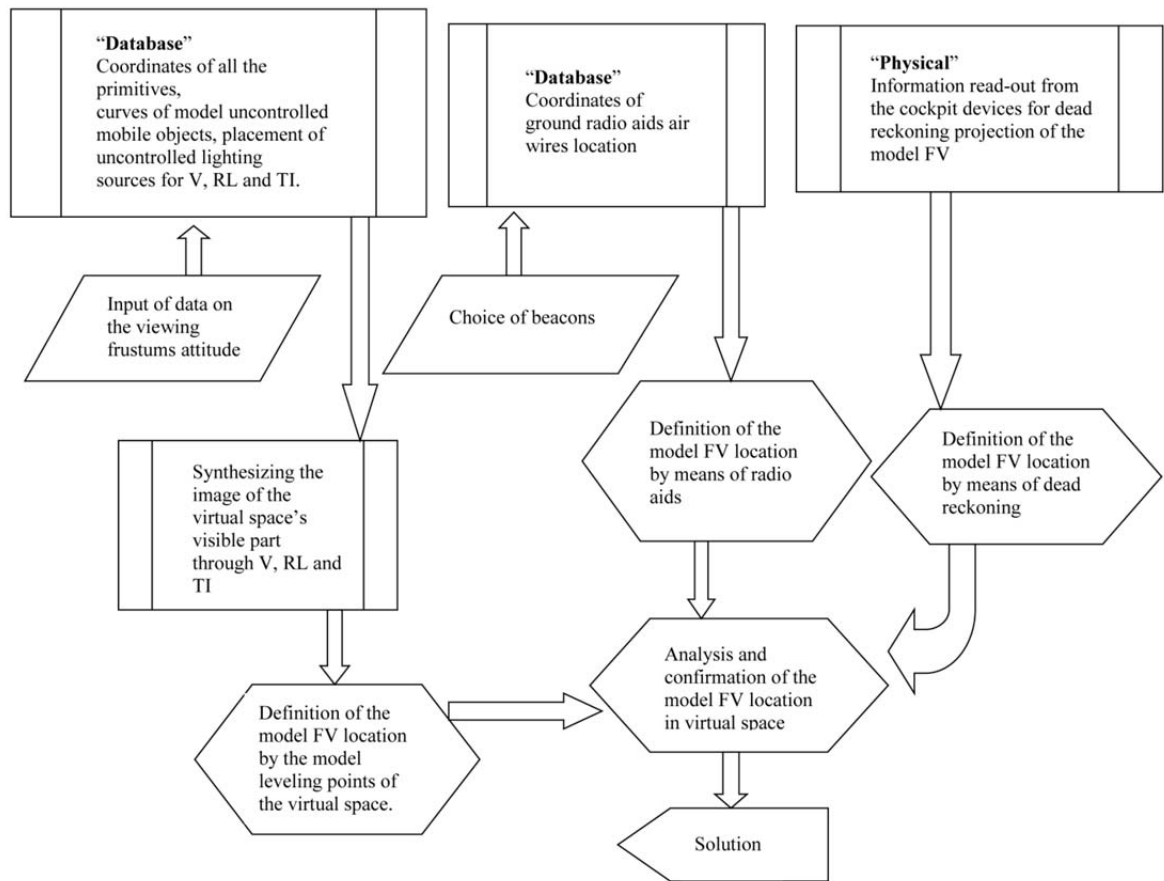 “Database”
Coordinates of all the
primitives,
curves of model uncontrolled
mobile objects, placement of
uncontrolled lighting
sources for V, RL and TI.
“Database”
Coordinates of
ground radio aids air
wires location
“Physical”
Information read-out from
the cockpit devices for dead
reckoning projection of the
model FV
Input of data on
the viewing
frustums attitude
Choice of beacons
Synthesizing the
image of the
virtual space’s
visible part
through V, RL and
TI
Definition of the
model FV location
by means of radio
aids
Definition of the
model FV location
by means of dead
reckoning
Definition of the
model FV location
by the model
leveling points of
the virtual space.
Analysis and
confirmation of the
model FV location
in virtual space
Solution